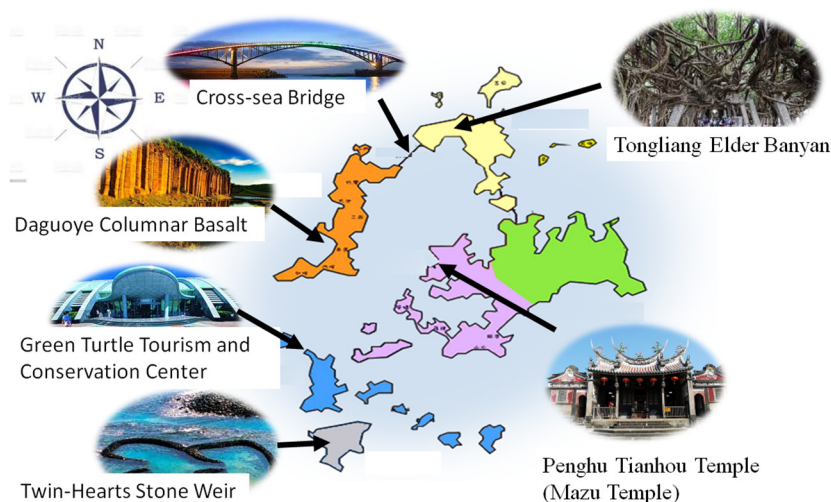 N
W
E
S
Cross-sea Bridge
Tongliang Elder Banyan
Daguoye Columnar Basalt
Green Turtle Tourism and
Conservation Center
Twin-Hearts Stone Weir
Penghu Tianhou Temple
(Mazu Temple)